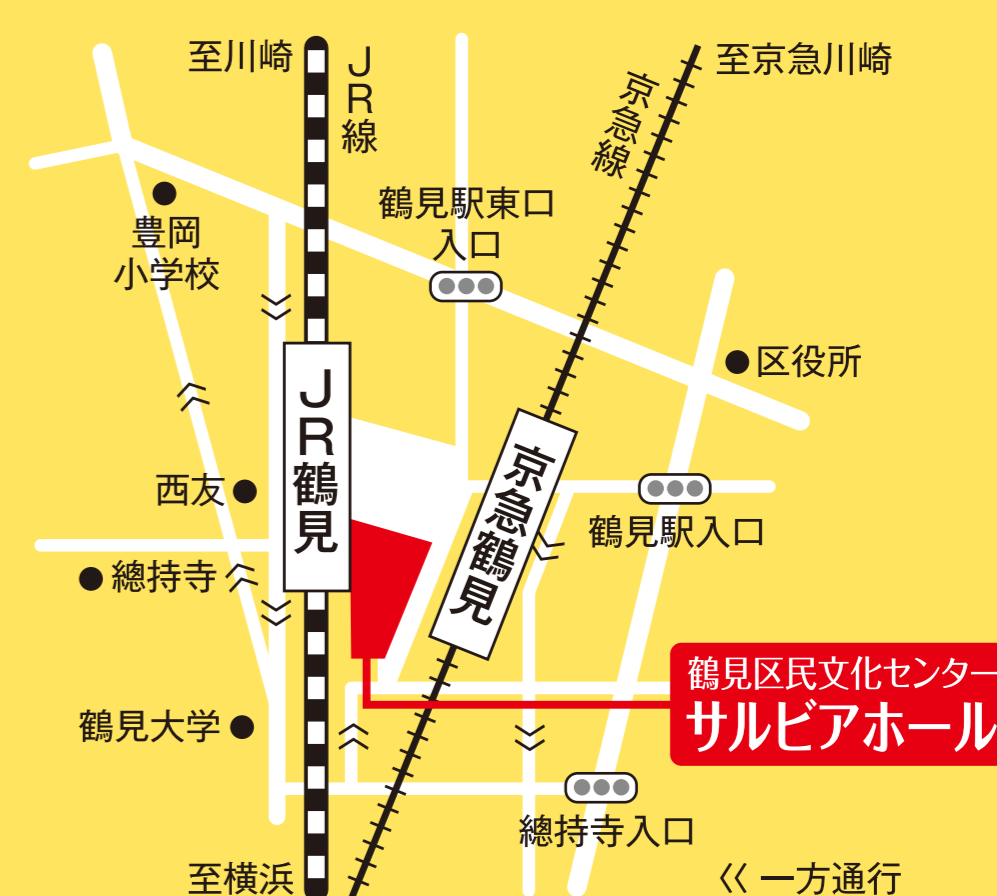 至川崎
JR線
至京急川崎
京急線
鶴見駅東口
入口
豊岡
小学校
区役所
JR鶴見
京急鶴見
西友
鶴見駅入口
總持寺
鶴見区民文化センター
サルビアホール
鶴見大学
總持寺入口
至横浜
一方通行